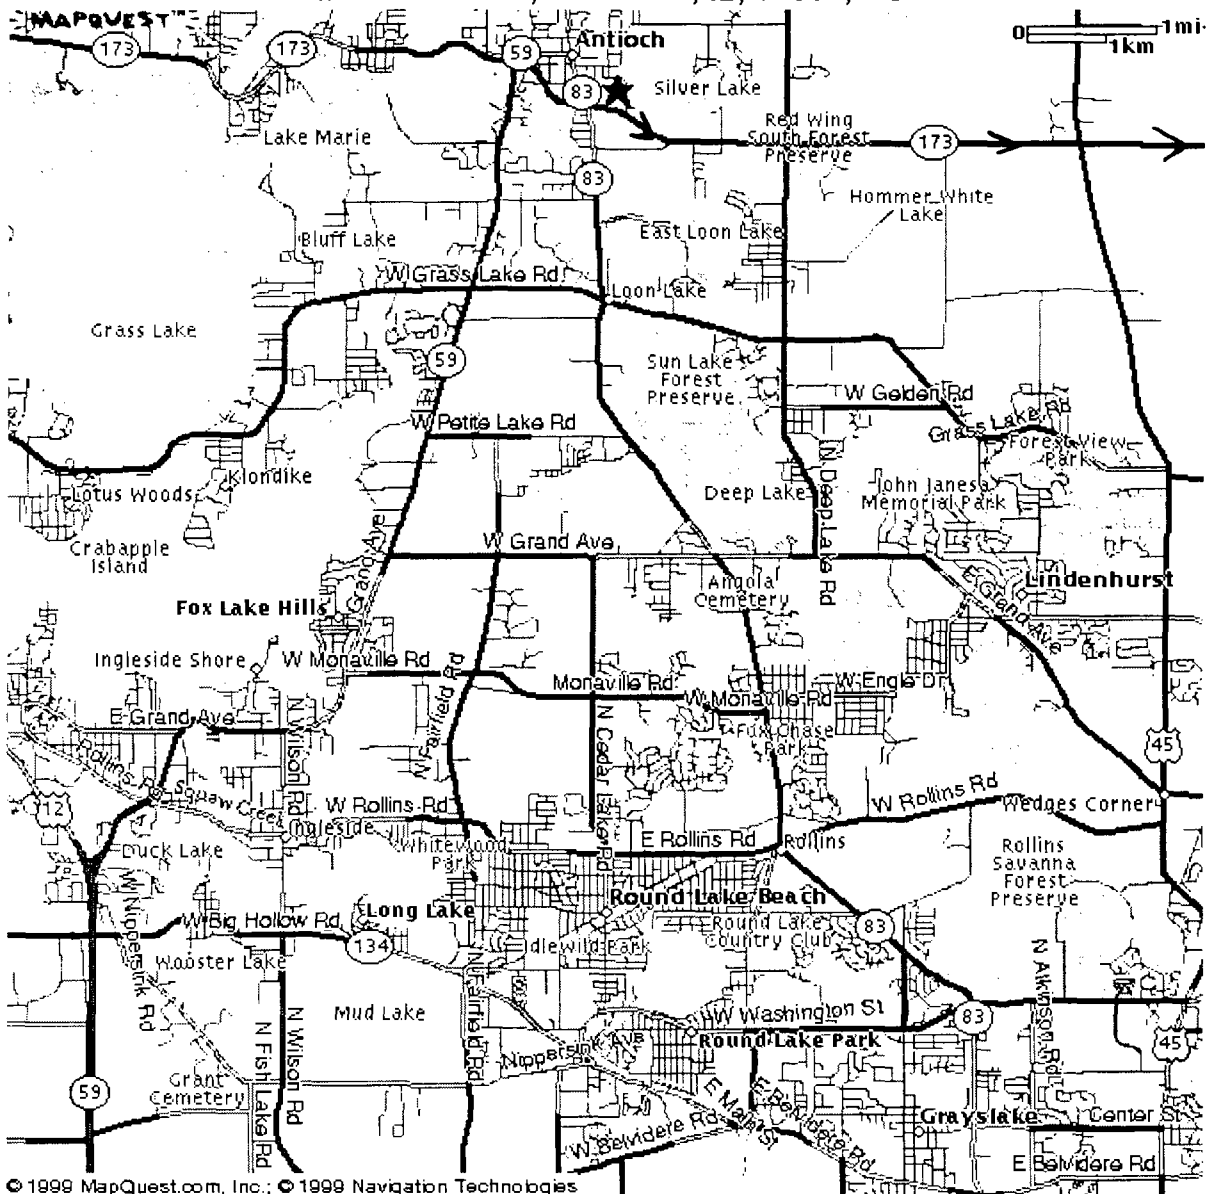 MAPQUEST™
0 1mi.
1km
173
173
59
Antioch
83
Silver Lake
Lake Marie
Red Wing
South Forest
Preserve
173
83
Hommer White
Lake
Bluff Lake
East Loon Lake
W Grass Lake Rd
Loon Lake
Grass Lake
59
Sun Lake
Forest
Preserve
W Gelden Rd
W Petite Lake Rd
Grass Lake Rd
Forest View
Park
Klondike
Lotus Woods
Deep Lake
N Deep Lake Rd
John Janesa
Memorial Park
Crabapple
Island
Grand Ave
W Grand Ave
Angola
Cemetery
Lindenhurst
E Grand Ave
Fox Lake Hills
Ingleside Shore
W Monaville Rd
Monaville Rd
W Monaville Rd
W Engle Dr
E Grand Ave
N Wilson Rd
W Fairfield Rd
N Cedar Lake Rd
Fox Chase
Park
45
Rollins Rd
Squaw Creek
12
W Rollins Rd
W Rollins Rd
Wedges Corner
Ingleside
Whitewood
Park
E Rollins Rd
Rollins
Duck Lake
Rollins
Savanna
Forest
Preserve
W Nippersink Rd
Long Lake
Round Lake Beach
W Big Hollow Rd
134
Idlewild Park
Round Lake
Country Club
83
Wooster Lake
N Fairfield Rd
N Atkinson Rd
Mud Lake
W Washington St
83
N Fish Lake Rd
N Wilson Rd
Nippersink Ave
Round Lake Park
45
59
Grant
Cemetery
E Main St
E Belvidere Rd
Grayslake
Center St
W Belvidere Rd
E Belvidere Rd
© 1999 MapQuest.com, Inc.; © 1999 Navigation Technologies